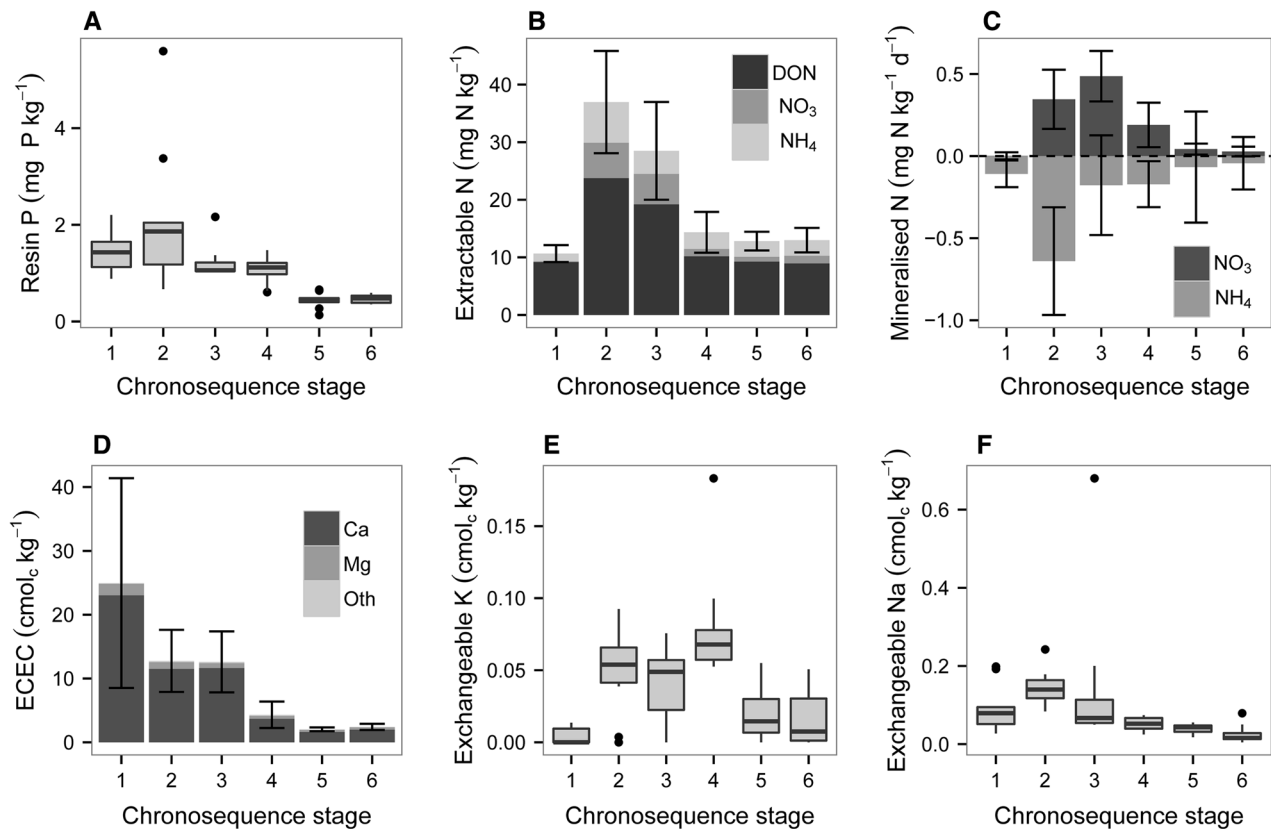 A
Resin P (mg P kg⁻¹)
4
2
0
1 2 3 4 5 6
Chronosequence stage
B
Extractable N (mg N kg⁻¹)
40
30
20
10
0
DON
NO₃
NH₄
1 2 3 4 5 6
Chronosequence stage
C
Mineralised N (mg N kg⁻¹ d⁻¹)
0.5
0.0
−0.5
−1.0
NO₃
NH₄
1 2 3 4 5 6
Chronosequence stage
D
ECEC (cmol꜀ kg⁻¹)
40
30
20
10
0
Ca
Mg
Oth
1 2 3 4 5 6
Chronosequence stage
E
Exchangeable K (cmol꜀ kg⁻¹)
0.15
0.10
0.05
0.00
1 2 3 4 5 6
Chronosequence stage
F
Exchangeable Na (cmol꜀ kg⁻¹)
0.6
0.4
0.2
0.0
1 2 3 4 5 6
Chronosequence stage